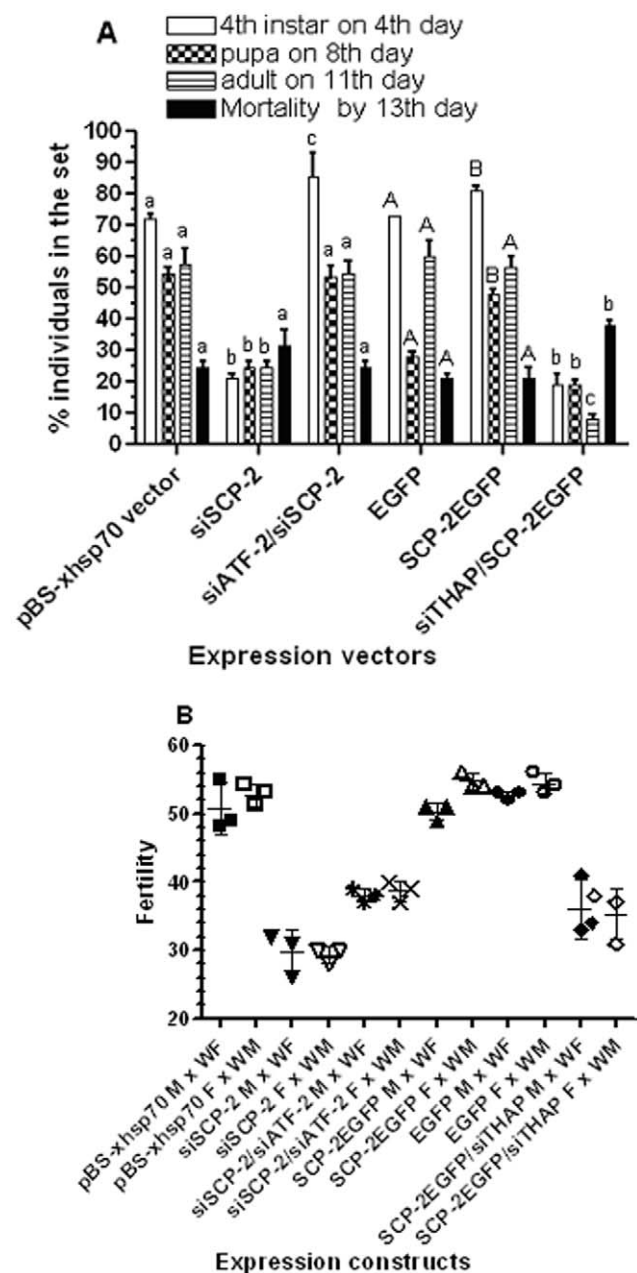 A
4th instar on 4th day
pupa on 8th day
adult on 11th day
Mortality by 13th day
% individuals in the set
100
90
80
70
60
50
40
30
20
10
0
a a a a
b b b a
c a a a
A A A A
B B A A
b b c b
pBS-xhsp70 vector
siSCP-2
siATF-2/siSCP-2
EGFP
SCP-2EGFP
siTHAP/SCP-2EGFP
Expression vectors
B
Fertility
60
50
40
30
20
pBS-xhsp70 M x WF
pBS-xhsp70 F x WM
siSCP-2 M x WF
siSCP-2 F x WM
siSCP-2/siATF-2 M x WF
siSCP-2/siATF-2 F x WM
SCP-2EGFP M x WF
SCP-2EGFP F x WM
EGFP M x WF
EGFP F x WM
SCP-2EGFP/siTHAP M x WF
SCP-2EGFP/siTHAP F x WM
Expression constructs